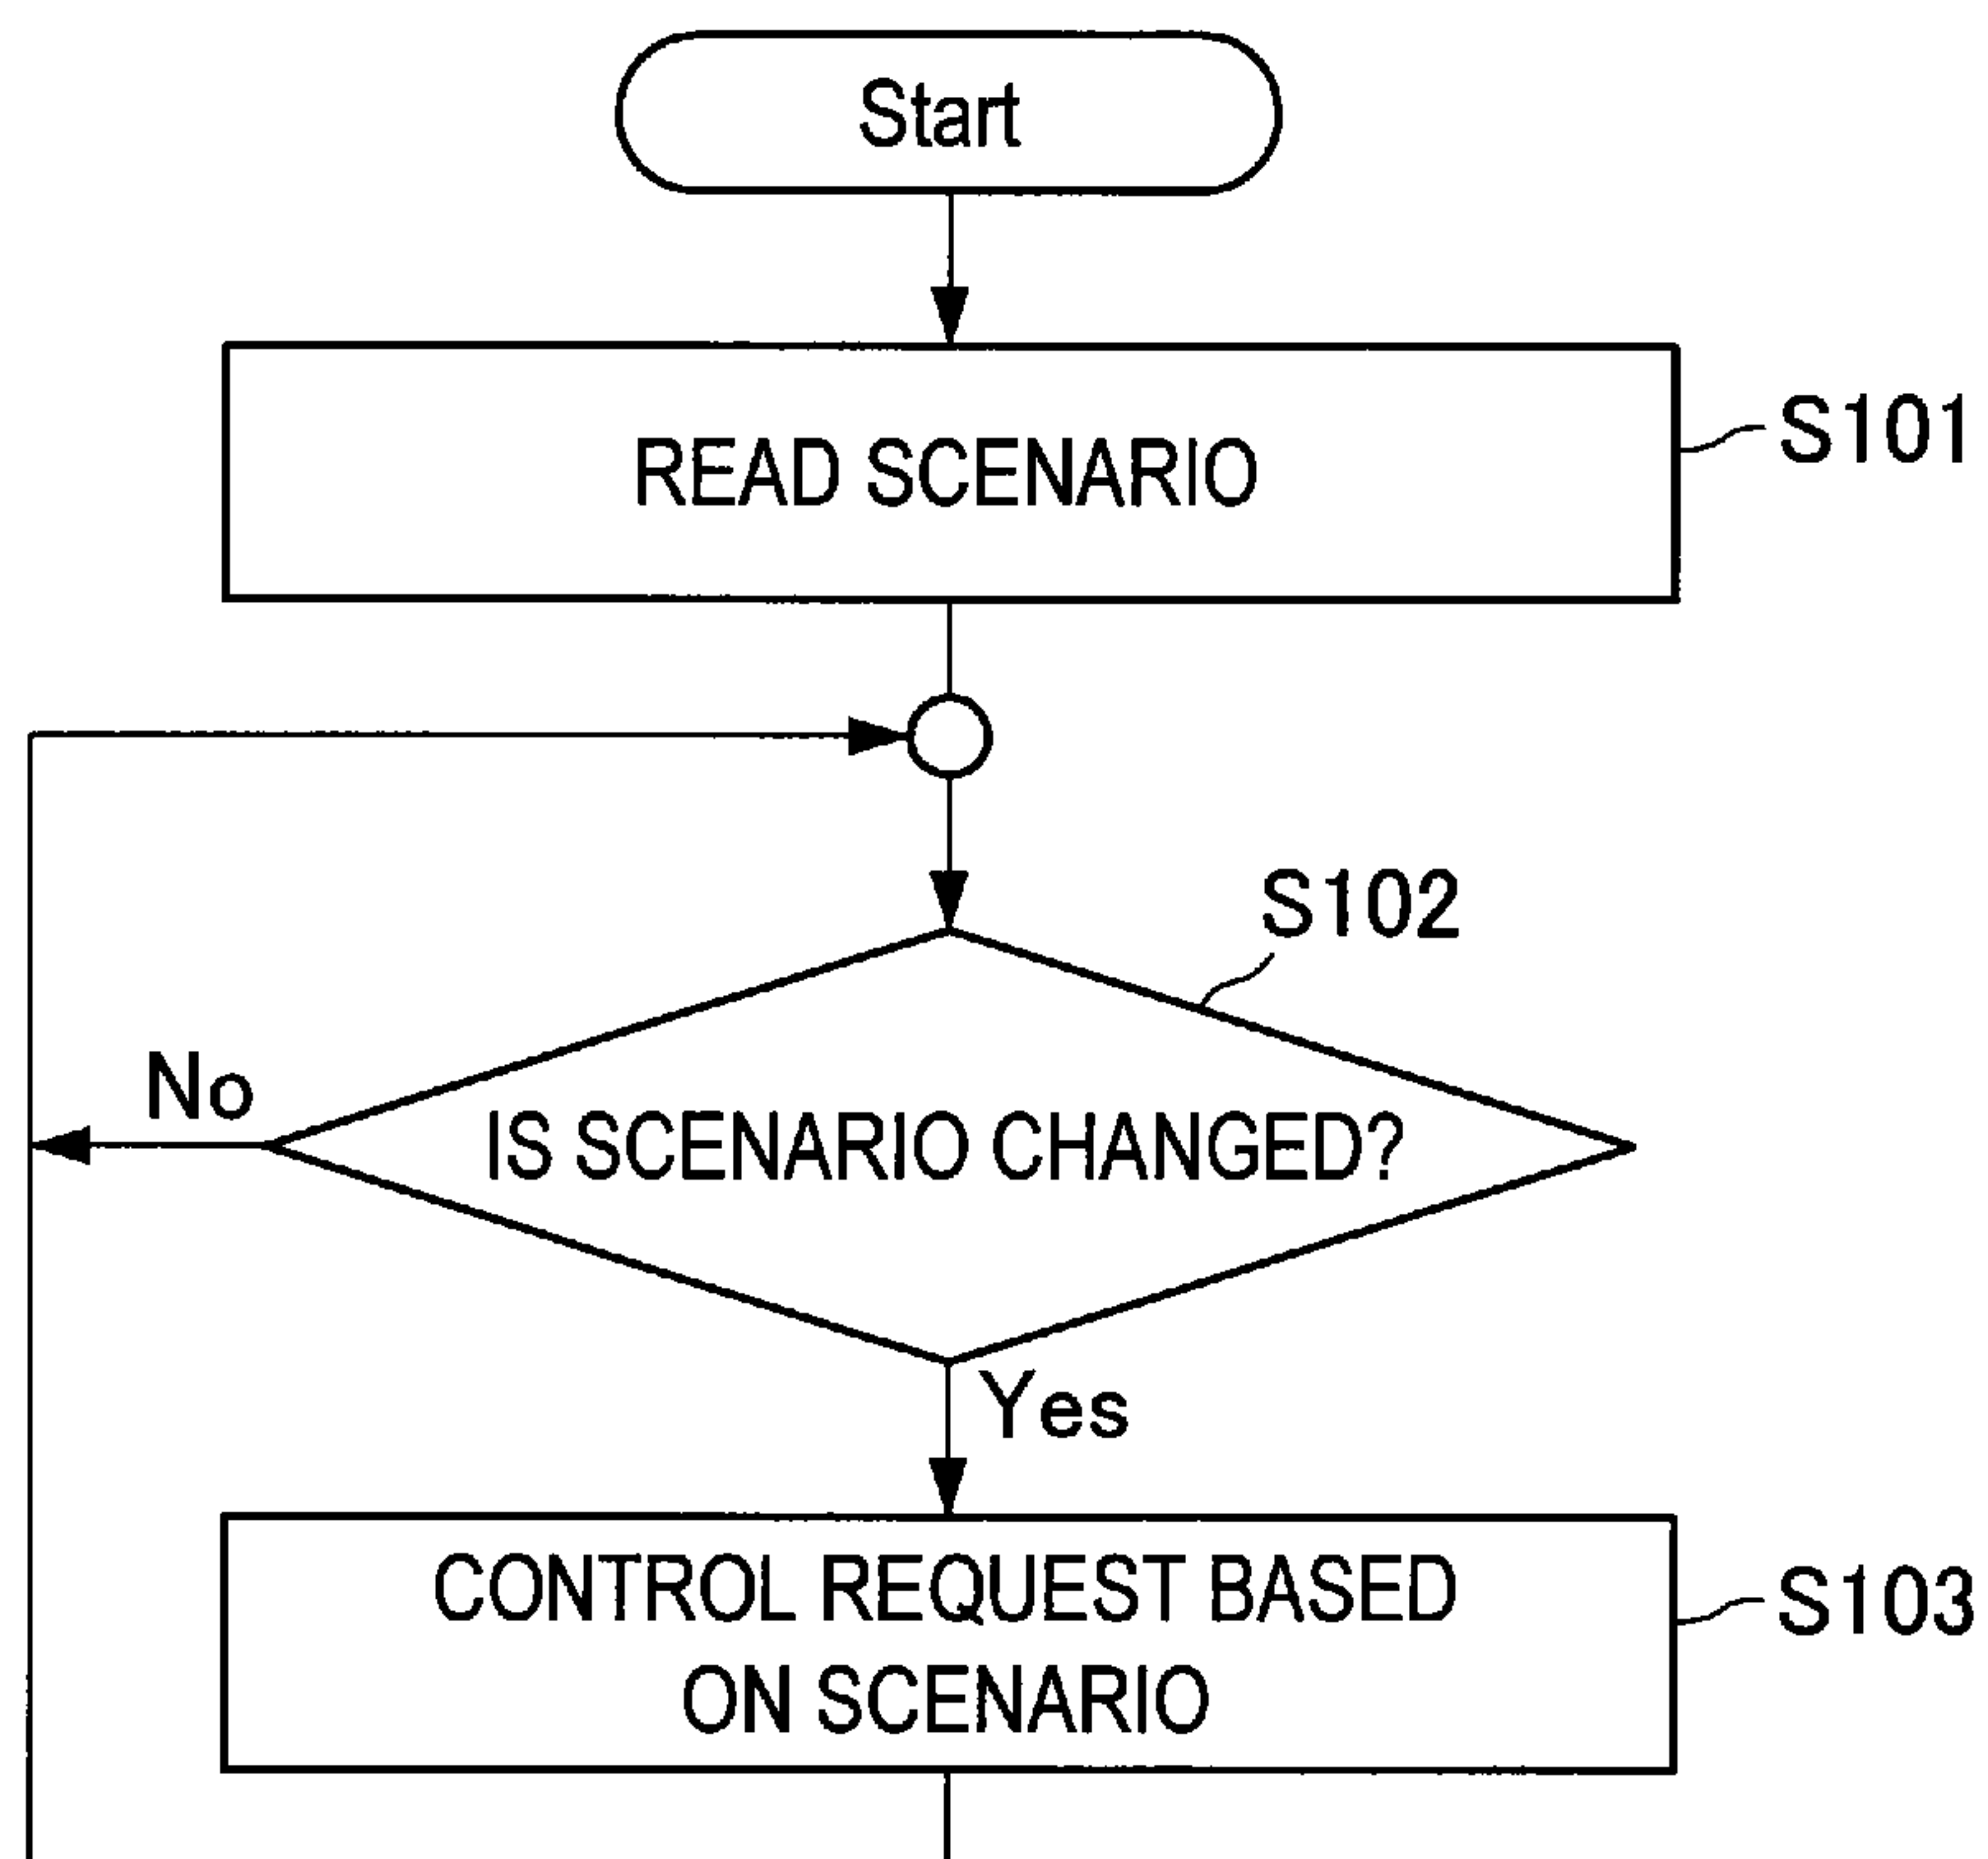 Start
READ SCENARIO
S101
S102
No
IS SCENARIO CHANGED?
Yes
CONTROL REQUEST BASED
ON SCENARIO
S103